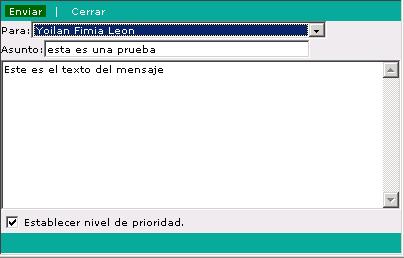 Enviar | Cerrar
Para: Yoilan Fimia Leon
Asunto: esta es una prueba
Este es el texto del mensaje
Establecer nivel de prioridad.